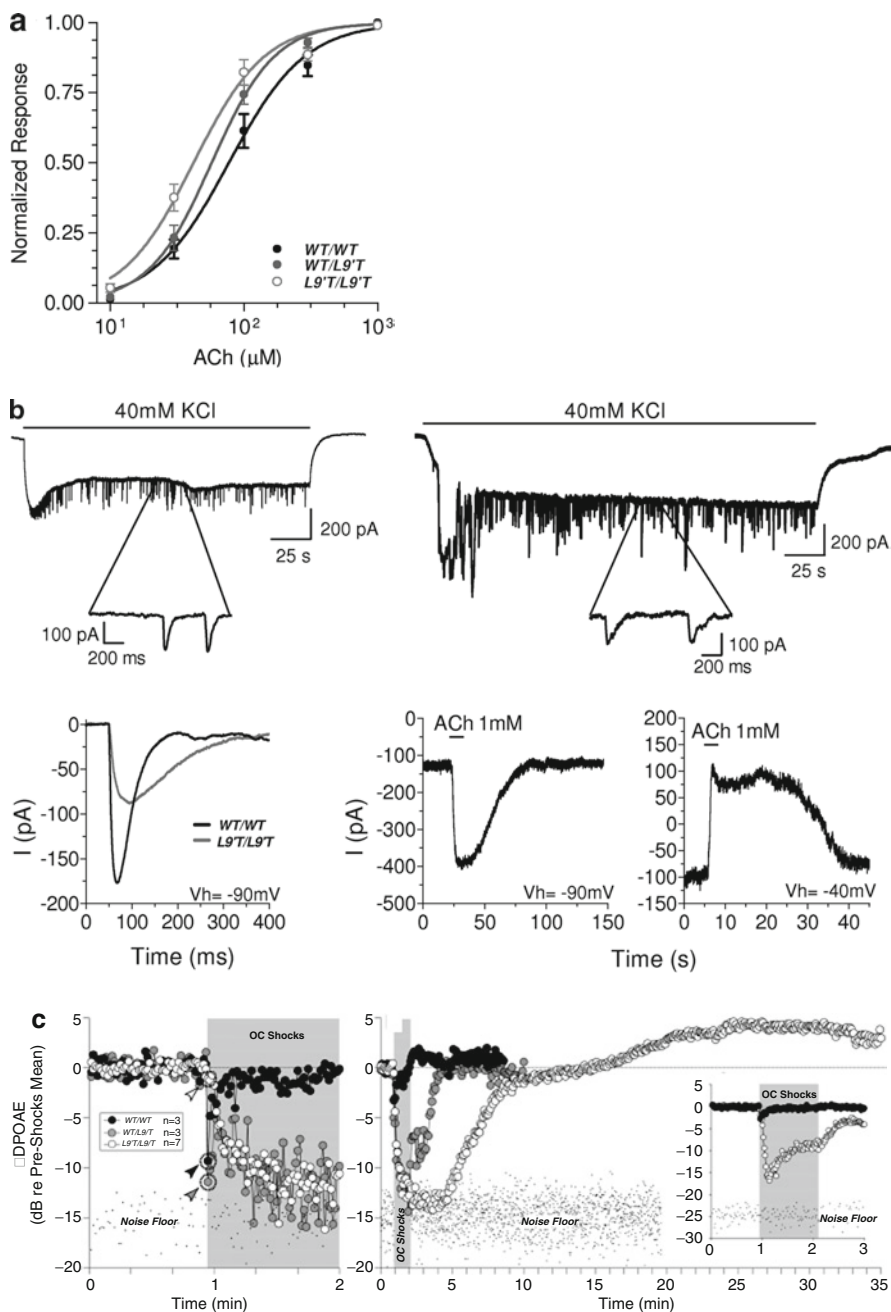 a
1.00
0.75
0.50
0.25
0.00
Normalized Response
WT/WT
WT/L9'T
L9'T/L9'T
10¹ 10² 10³
ACh (µM)
b
40mM KCl
200 pA
25 s
100 pA
200 ms
40mM KCl
200 pA
25 s
100 pA
200 ms
0
-50
-100
-150
-200
I (pA)
WT/WT
L9'T/L9'T
Vh= -90mV
0 100 200 300 400
Time (ms)
0
-100
-200
-300
-400
-500
I (pA)
ACh 1mM
Vh= -90mV
0 50 100 150
200
150
100
50
0
-50
-100
-150
ACh 1mM
Vh= -40mV
0 10 20 30 40
Time (s)
c
5
0
−5
−10
−15
−20
□DPOAE
(dB re Pre-Shocks Mean)
OC Shocks
WT/WT n=3
WT/L9/T n=3
L9'T/L9/T n=7
Noise Floor
0 1 2
Time (min)
5
0
−5
−10
−15
−20
OC Shocks
Noise Floor
0 5 10 15 20 25 30 35
Time (min)
OC Shocks
5
0
−5
−10
−15
−20
−25
−30
Noise Floor
0 1 2 3